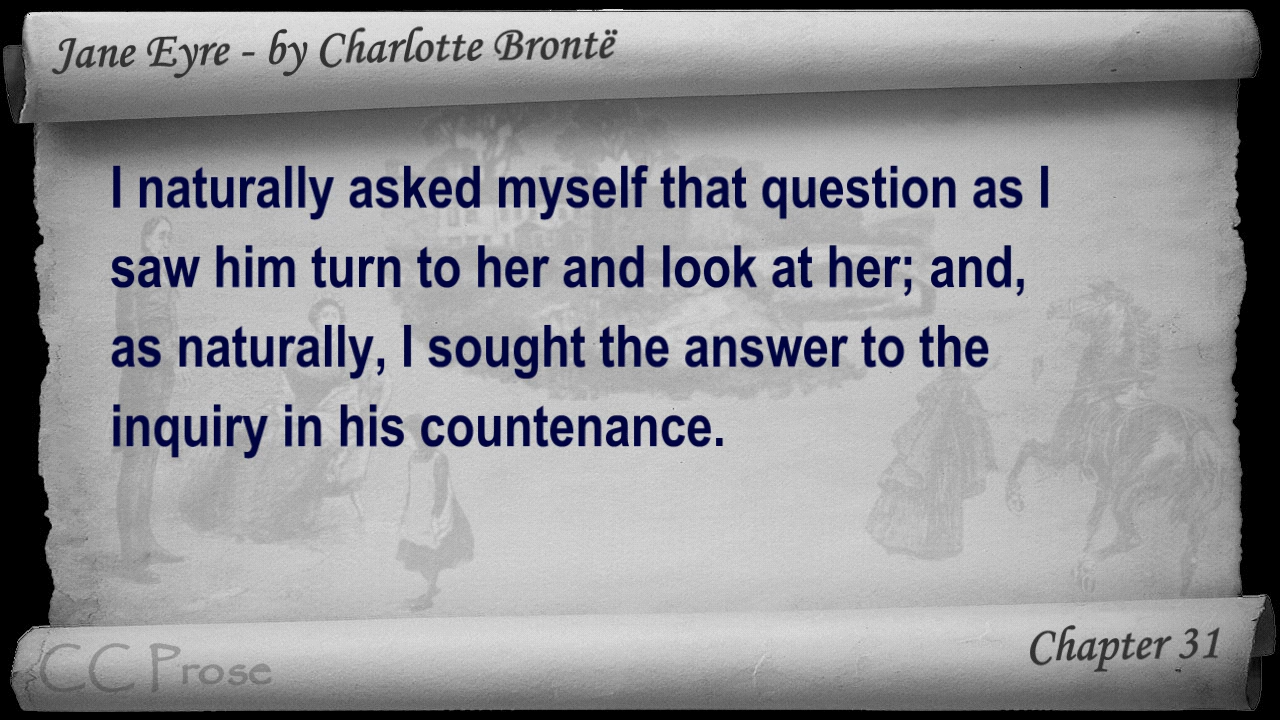 Jane Eyre - by Charlotte Brontë
I naturally asked myself that question as I
saw him turn to her and look at her; and,
as naturally, I sought the answer to the
inquiry in his countenance.
Chapter 31
CC Prose